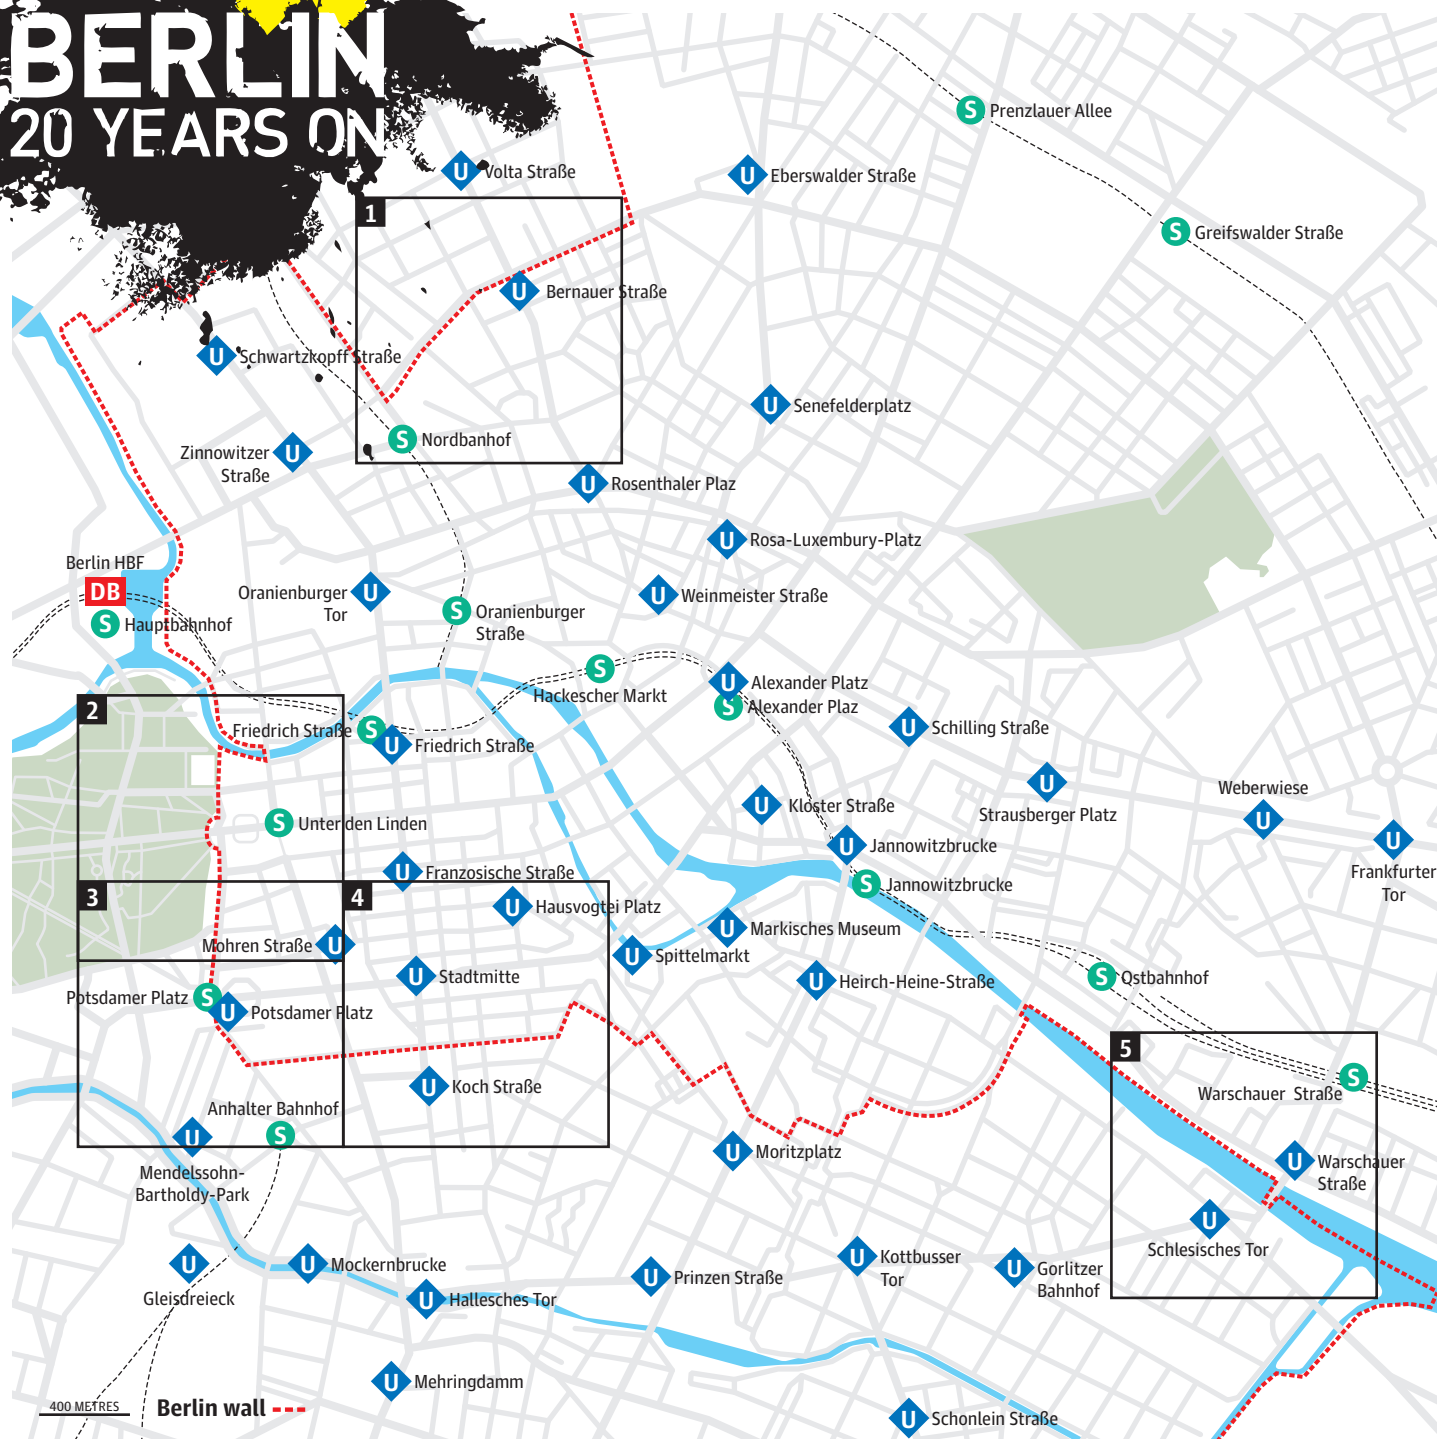 BERLIN
20 YEARS ON
S Prenzlauer Allee
U Volta Straße
U Eberswalder Straße
1
S Greifswalder Straße
U Bernauer Straße
U Schwartzkopff Straße
U Senefelderplatz
S Nordbanhof
Zinnowitzer
Straße
U
U Rosenthaler Plaz
U Rosa-Luxembury-Platz
Berlin HBF
DB
S Hauptbahnhof
Oranienburger
Tor
U
S Oranienburger
Straße
U Weinmeister Straße
S
Hackescher Markt
U Alexander Platz
S Alexander Plaz
2
Friedrich Straße S
U Friedrich Straße
U Schilling Straße
U
Strausberger Platz
Weberwiese
U
U Kloster Straße
S Unter den Linden
U Jannowitzbrucke
U
Frankfurter
Tor
U Franzosische Straße
S Jannowitzbrucke
3
4
U Hausvogtei Platz
U Markisches Museum
Mohren Straße U
U Spittelmarkt
U Stadtmitte
U Heirch-Heine-Straße
S Ostbahnhof
Potsdamer Platz S
U Potsdamer Platz
5
S
Warschauer Straße
U Koch Straße
Anhalter Bahnhof
S
U
Mendelssohn-
Bartholdy-Park
U Moritzplatz
U Warschauer
Straße
U
Schlesisches Tor
U
Gleisdreieck
U Mockernbrucke
U Kottbusser
Tor
U Gorlitzer
Bahnhof
U Prinzen Straße
U Hallesches Tor
U Mehringdamm
400 METRES
Berlin wall
U Schonlein Straße